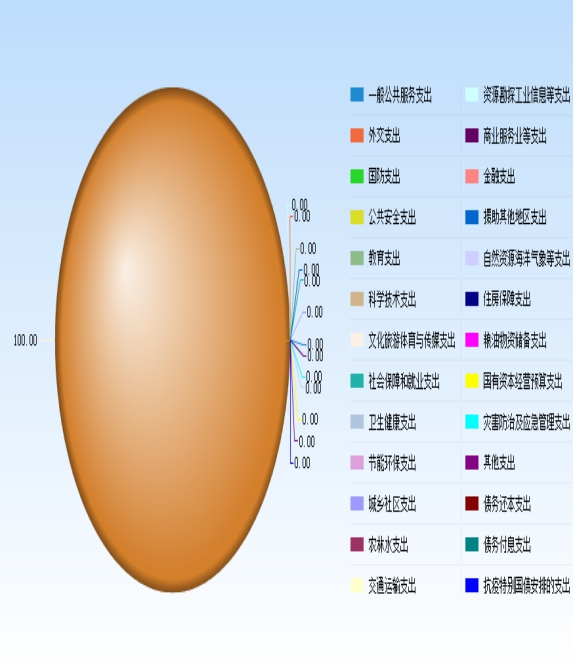 一般公共服务支出 资源勘探工业信息等支出
外交支出 商业服务业等支出
0.00
0.00
国防支出 金融支出
公共安全支出 援助其他地区支出
0.00
教育支出 自然资源海洋气象等支出
0.00
0.00
科学技术支出 住房保障支出
0.00
100.00
文化旅游体育与传媒支出 粮油物资储备支出
0.00
0.00
社会保障和就业支出 国有资本经营预算支出
0.00
0.00
卫生健康支出 灾害防治及应急管理支出
0.00
0.00
节能环保支出 其他支出
0.00
城乡社区支出 债务还本支出
农林水支出 债务付息支出
交通运输支出 抗疫特别国债安排的支出